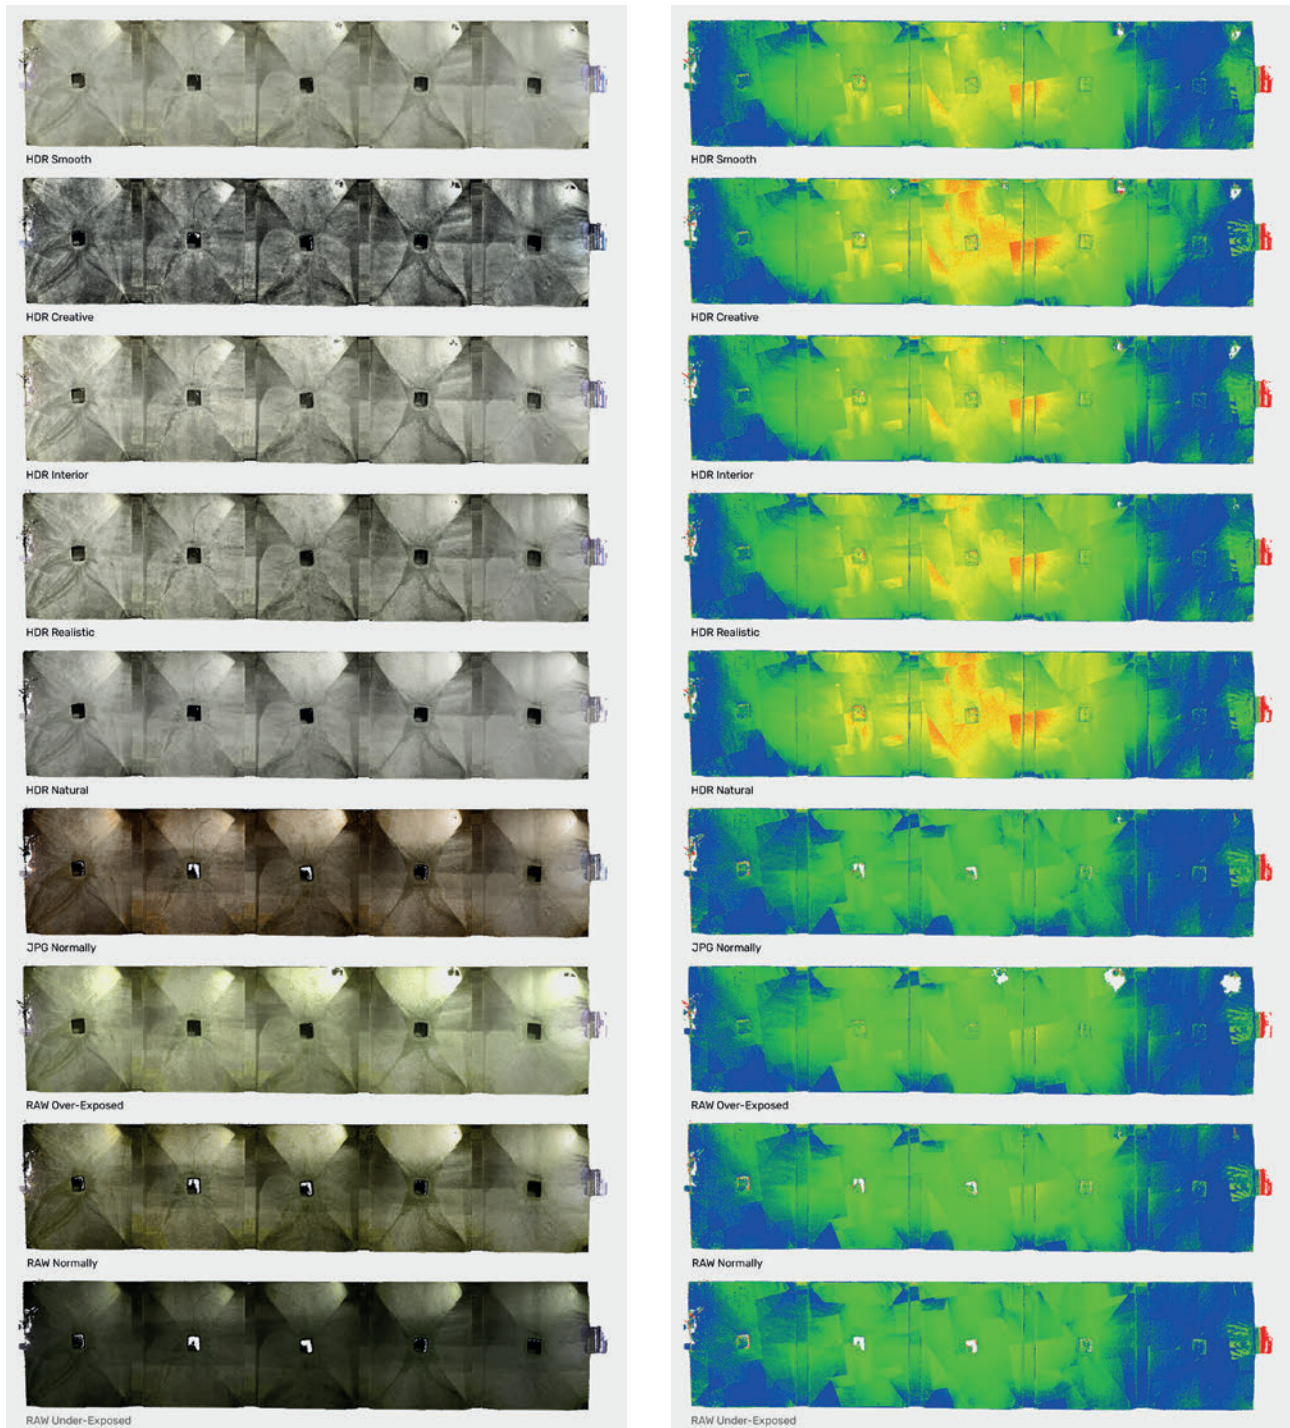 HDR Smooth
HDR Creative
HDR Interior
HDR Realistic
HDR Natural
JPG Normally
RAW Over-Exposed
RAW Normally
RAW Under-Exposed
HDR Smooth
HDR Creative
HDR Interior
HDR Realistic
HDR Natural
JPG Normally
RAW Over-Exposed
RAW Normally
RAW Under-Exposed